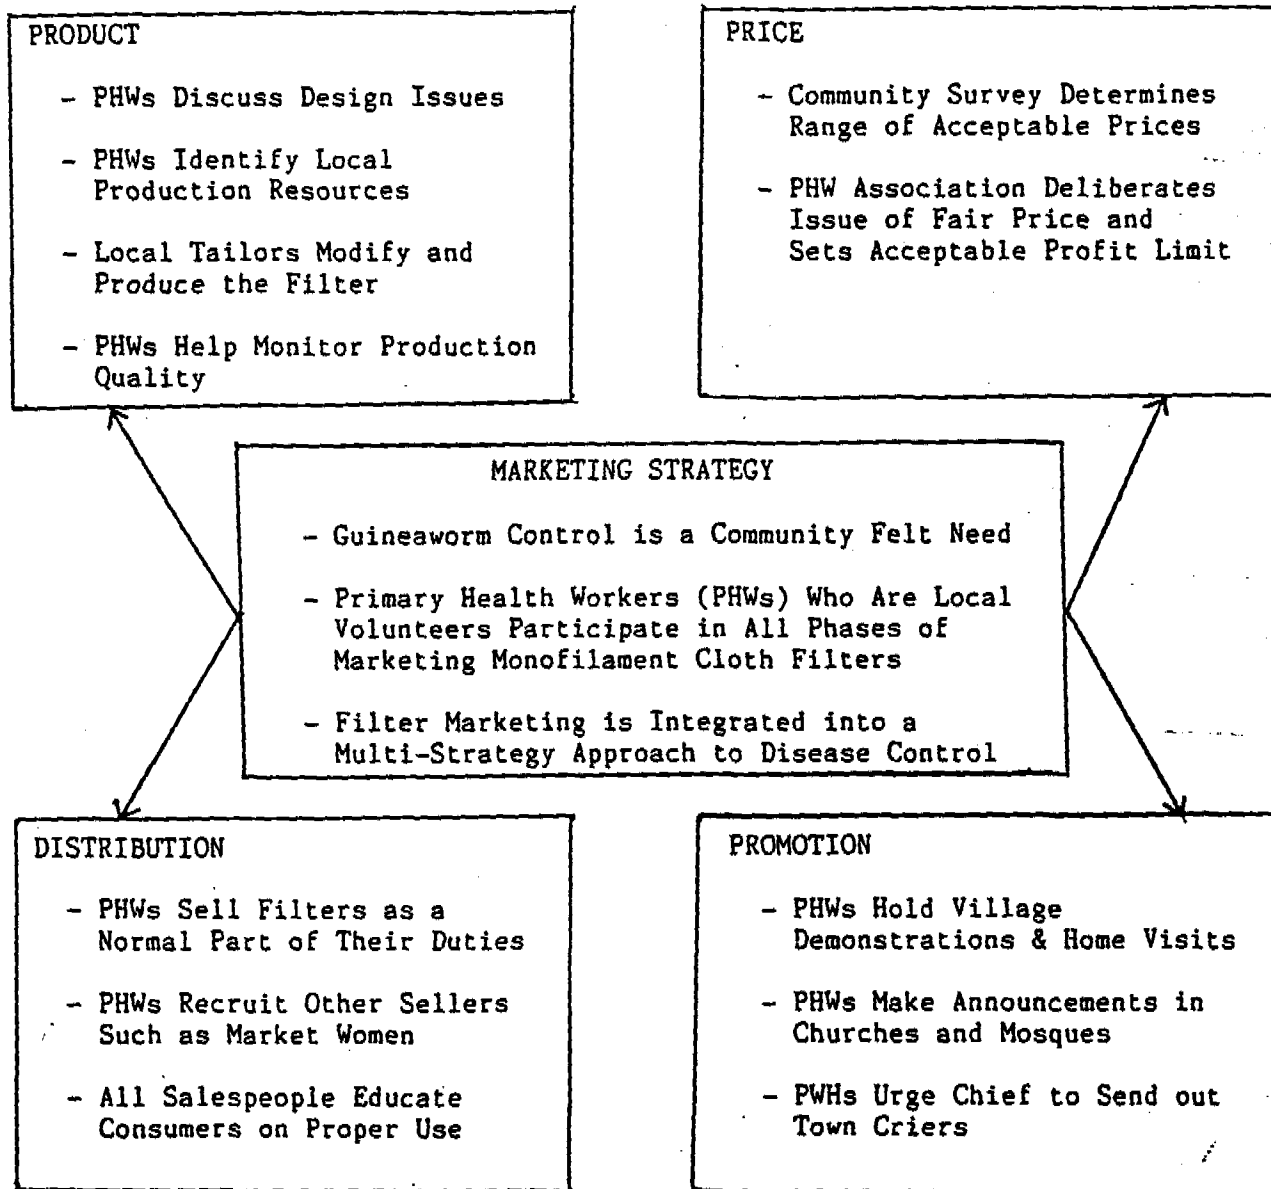 PRODUCT
- PHWs Discuss Design Issues
- PHWs Identify Local
Production Resources
- Local Tailors Modify and
Produce the Filter
- PHWs Help Monitor Production
Quality
PRICE
- Community Survey Determines
Range of Acceptable Prices
- PHW Association Deliberates
Issue of Fair Price and
Sets Acceptable Profit Limit
MARKETING STRATEGY
- Guineaworm Control is a Community Felt Need
- Primary Health Workers (PHWs) Who Are Local
Volunteers Participate in All Phases of
Marketing Monofilament Cloth Filters
- Filter Marketing is Integrated into a
Multi-Strategy Approach to Disease Control
DISTRIBUTION
- PHWs Sell Filters as a
Normal Part of Their Duties
- PHWs Recruit Other Sellers
Such as Market Women
- All Salespeople Educate
Consumers on Proper Use
PROMOTION
- PHWs Hold Village
Demonstrations & Home Visits
- PHWs Make Announcements in
Churches and Mosques
- PWHs Urge Chief to Send out
Town Criers